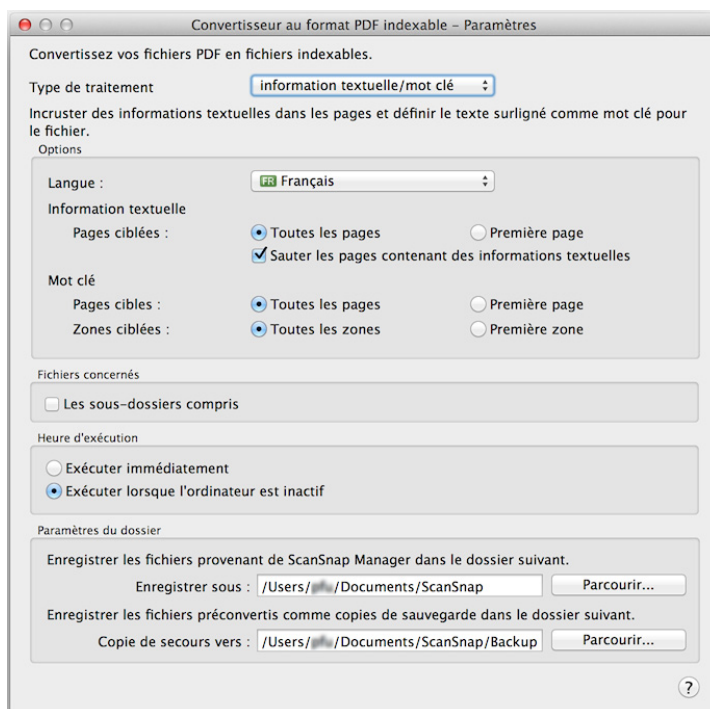 Convertisseur au format PDF indexable – Paramètres
Convertissez vos fichiers PDF en fichiers indexables.
Type de traitement information textuelle/mot clé
Incruster des informations textuelles dans les pages et définir le texte surligné comme mot clé pour
le fichier.
Options
Langue : FR Français
Information textuelle
Pages ciblées : Toutes les pages Première page
Sauter les pages contenant des informations textuelles
Mot clé
Pages cibles : Toutes les pages Première page
Zones ciblées : Toutes les zones Première zone
Fichiers concernés
Les sous-dossiers compris
Heure d'exécution
Exécuter immédiatement
Exécuter lorsque l'ordinateur est inactif
Paramètres du dossier
Enregistrer les fichiers provenant de ScanSnap Manager dans le dossier suivant.
Enregistrer sous : /Users/ /Documents/ScanSnap Parcourir...
Enregistrer les fichiers préconvertis comme copies de sauvegarde dans le dossier suivant.
Copie de secours vers : /Users/ /Documents/ScanSnap/Backup Parcourir...
?